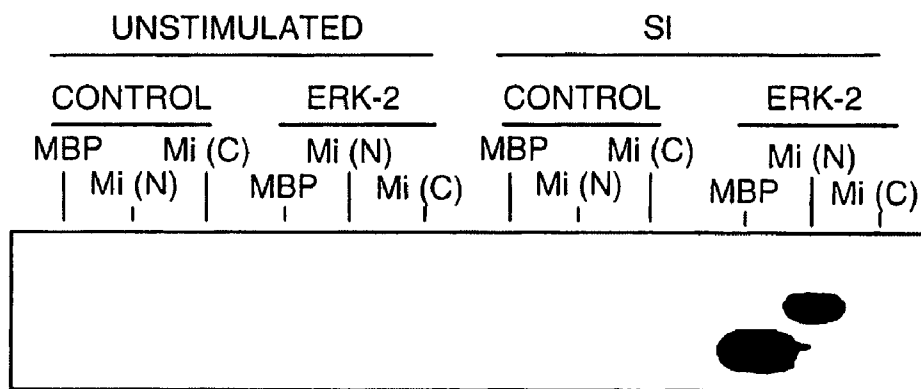 UNSTIMULATED SI
CONTROL ERK-2 CONTROL ERK-2
MBP Mi (C) Mi (N) MBP Mi (C) Mi (N)
Mi (N) MBP Mi (C) Mi (N) MBP Mi (C)